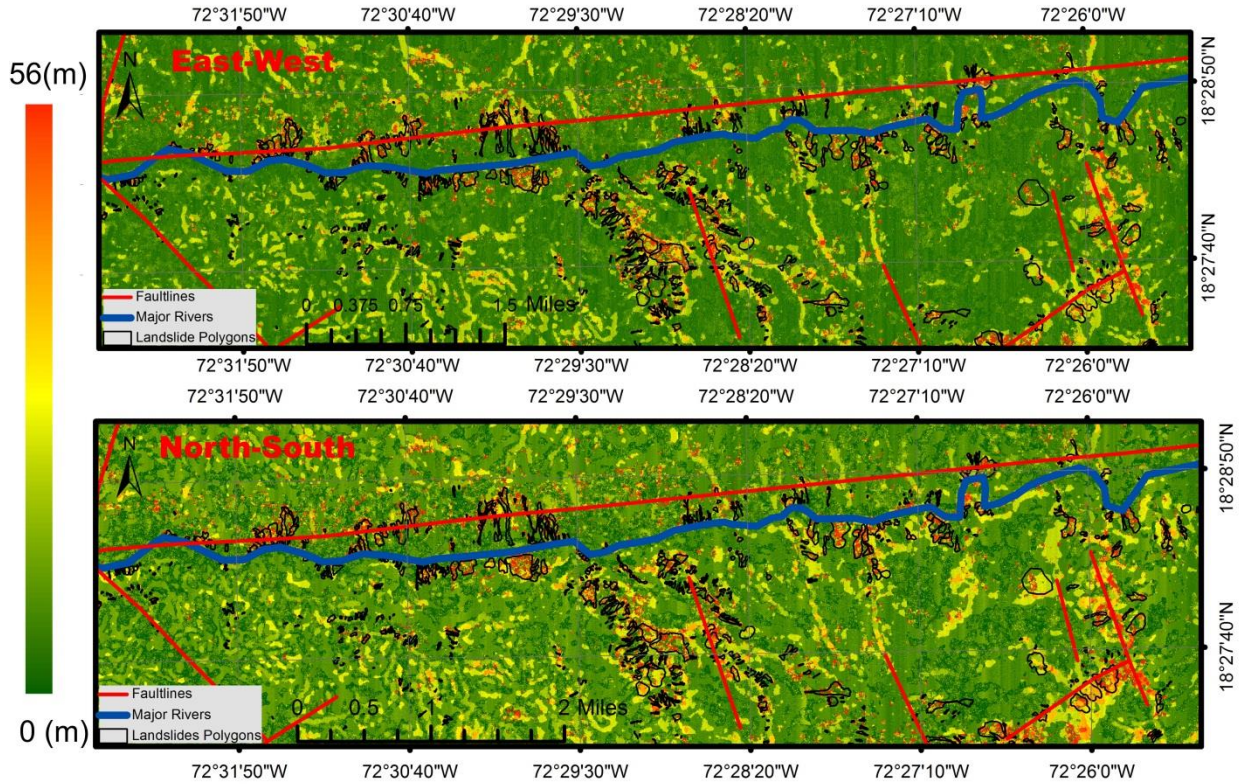 72°31'50"W 72°30'40"W 72°29'30"W 72°28'20"W 72°27'10"W 72°26'0"W
56(m)
East-West
N
18°28'50"N
18°27'40"N
Faultlines
Major Rivers
Landslide Polygons
0 0.375 0.75 1.5 Miles
72°31'50"W 72°30'40"W 72°29'30"W 72°28'20"W 72°27'10"W 72°26'0"W
72°31'50"W 72°30'40"W 72°29'30"W 72°28'20"W 72°27'10"W 72°26'0"W
North-South
N
18°28'50"N
18°27'40"N
Faultlines
Major Rivers
Landslides Polygons
0 0.5 1 2 Miles
0 (m)
72°31'50"W 72°30'40"W 72°29'30"W 72°28'20"W 72°27'10"W 72°26'0"W